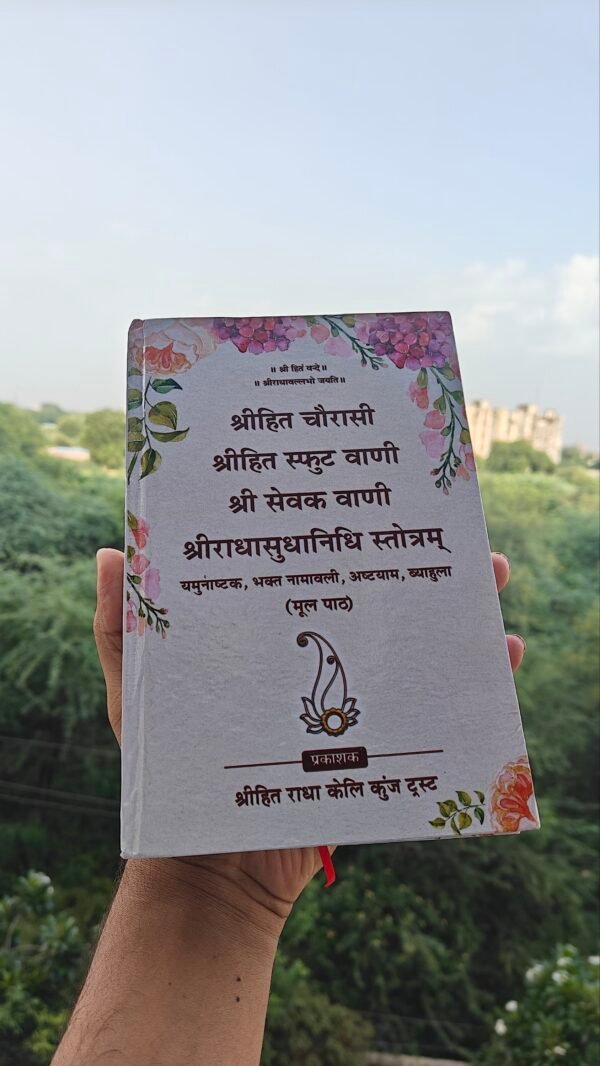 ॥ श्री हितं वन्दे॥
॥ श्रीराधावल्लभो जयति॥
श्रीहित चौरासी
श्रीहित स्फुट वाणी
श्री सेवक वाणी
श्रीराधासुधानिधि स्तोत्रम्
यमुनाष्टक, भक्त नामावली, अष्टयाम, ब्याहुला
(मूल पाठ)
प्रकाशक
श्रीहित राधा केलि कुंज ट्रस्ट